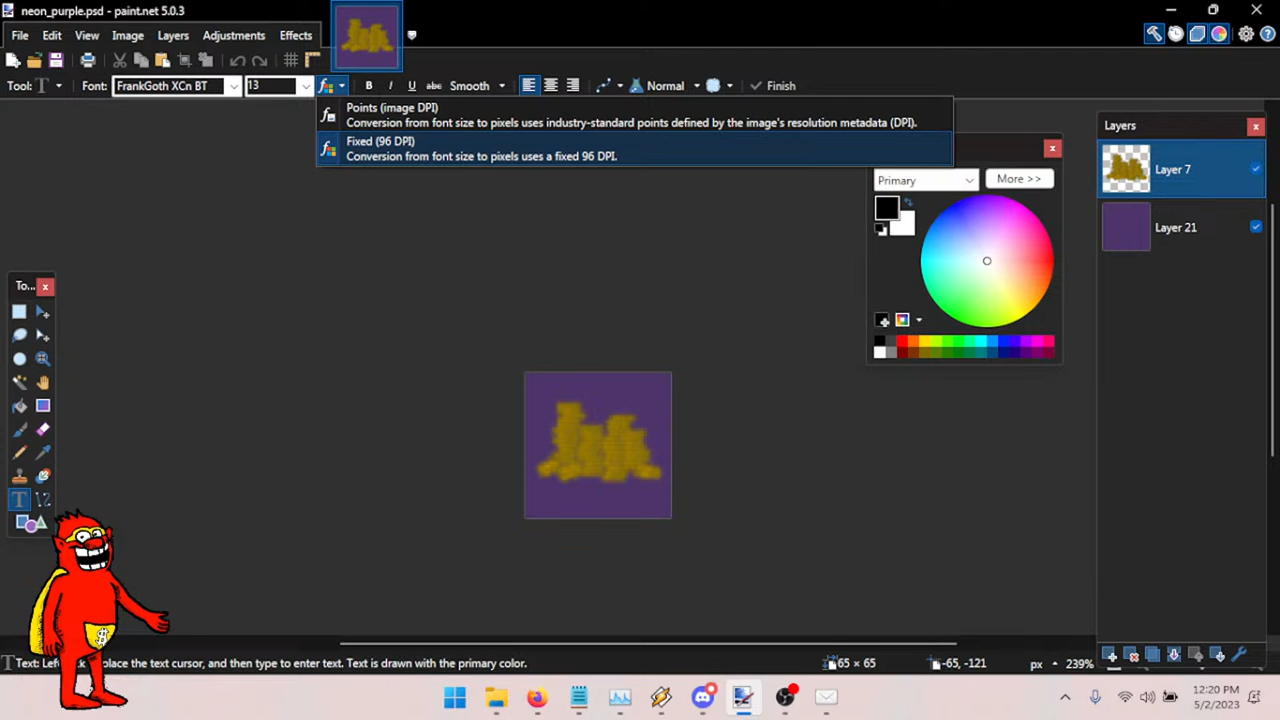 neon_purple.psd - paint.net 5.0.3
File Edit View Image Layers Adjustments Effects
Tool: T Font: FrankGoth XCn BT 13 B I U abc Smooth Normal Finish
Points (image DPI)
Conversion from font size to pixels uses industry-standard points defined by the image's resolution metadata (DPI).
Fixed (96 DPI)
Conversion from font size to pixels uses a fixed 96 DPI.
Primary More >>
Layers
Layer 7
Layer 21
To...
$
Text: Left place the text cursor, and then type to enter text. Text is drawn with the primary color.
65 × 65
-65, -121
px
239%
12:20 PM
5/2/2023